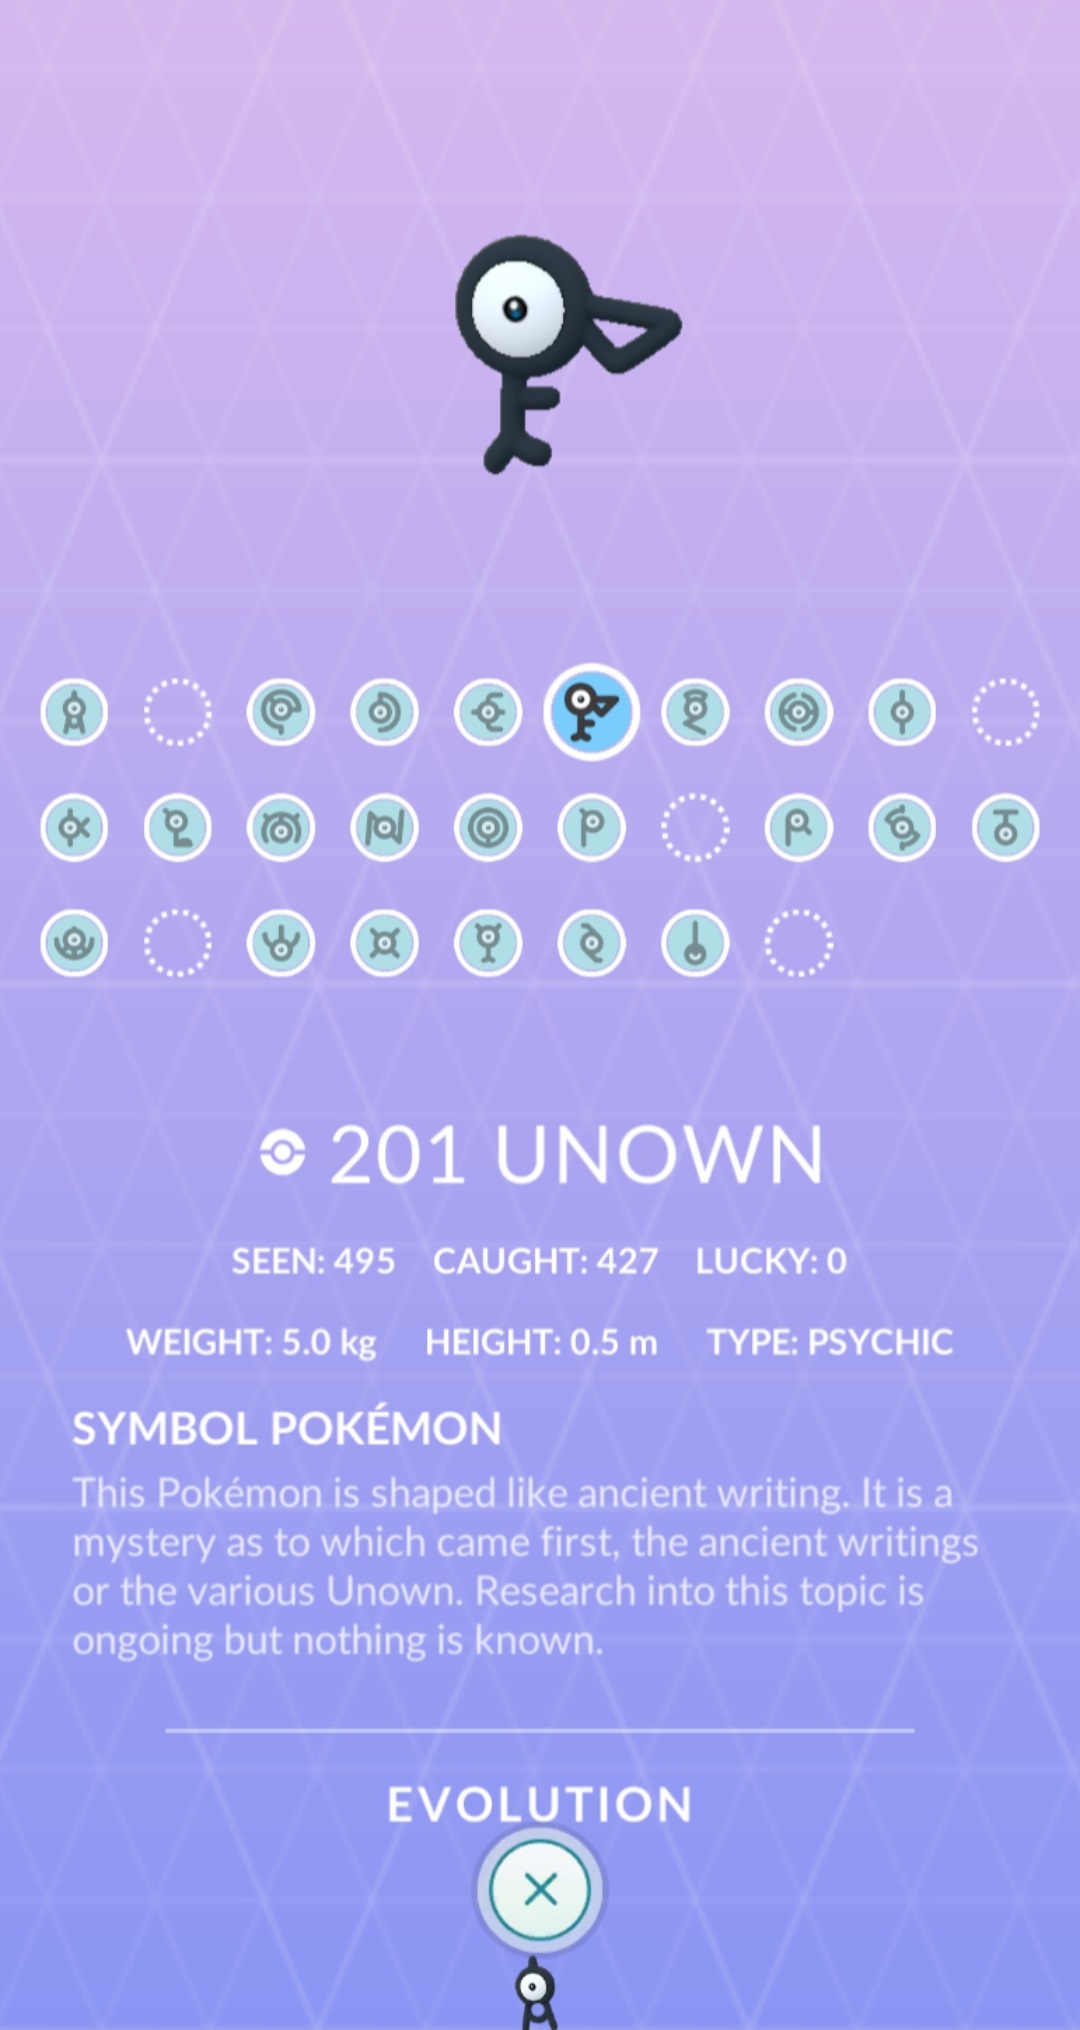 201 UNOWN
SEEN: 495 CAUGHT: 427 LUCKY: 0
WEIGHT: 5.0 kg HEIGHT: 0.5 m TYPE: PSYCHIC
SYMBOL POKÉMON
This Pokémon is shaped like ancient writing. It is a
mystery as to which came first, the ancient writings
or the various Unown. Research into this topic is
ongoing but nothing is known.
EVOLUTION